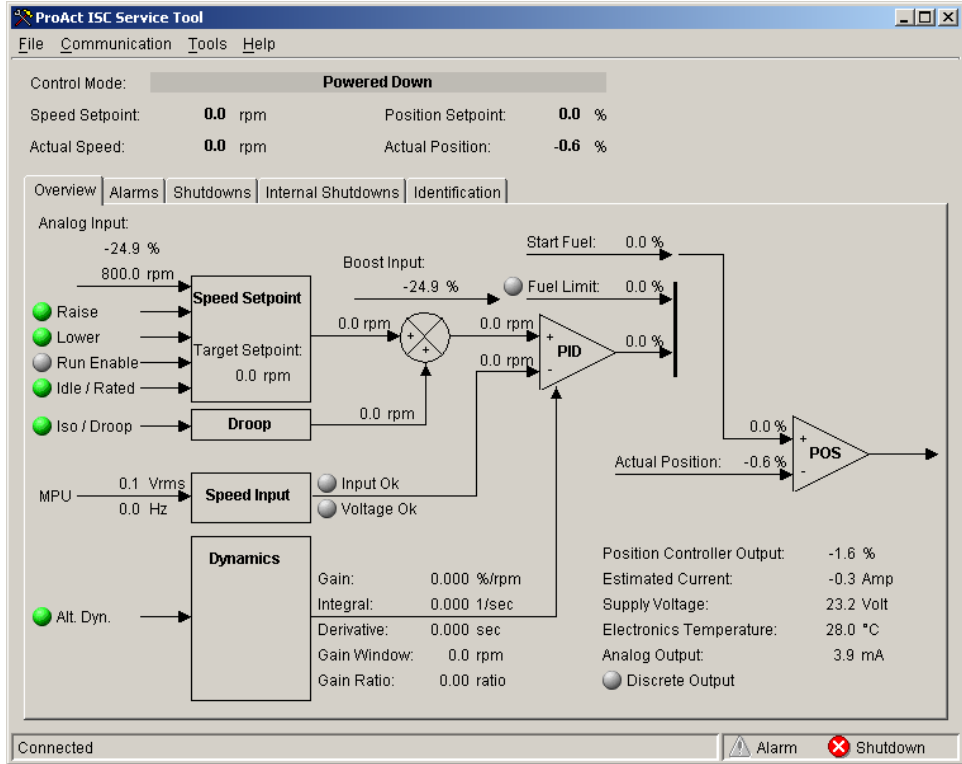 ProAct ISC Service Tool
File Communication Tools Help
Control Mode: Powered Down
Speed Setpoint: 0.0 rpm Position Setpoint: 0.0 %
Actual Speed: 0.0 rpm Actual Position: -0.6 %
Overview Alarms Shutdowns Internal Shutdowns Identification
Analog Input:
-24.9 %
800.0 rpm
Raise
Lower
Run Enable
Idle / Rated
Speed Setpoint
Target Setpoint:
0.0 rpm
Iso / Droop
Droop
0.0 rpm
Boost Input:
-24.9 %
0.0 rpm
+
+
0.0 rpm
0.0 rpm
+
-
PID
Start Fuel: 0.0 %
Fuel Limit: 0.0 %
0.0 %
0.0 %
Actual Position: -0.6 %
+
-
POS
MPU
0.1 Vrms
0.0 Hz
Speed Input
Input Ok
Voltage Ok
Alt. Dyn.
Dynamics
Gain: 0.000 %/rpm
Integral: 0.000 1/sec
Derivative: 0.000 sec
Gain Window: 0.0 rpm
Gain Ratio: 0.00 ratio
Position Controller Output: -1.6 %
Estimated Current: -0.3 Amp
Supply Voltage: 23.2 Volt
Electronics Temperature: 28.0 °C
Analog Output: 3.9 mA
Discrete Output
Connected
Alarm
Shutdown